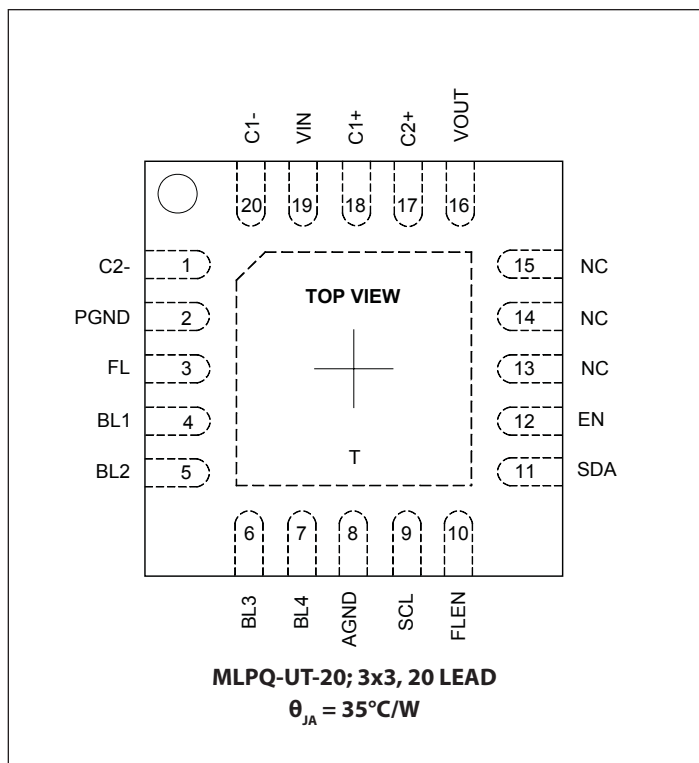 C1-
VIN
C1+
C2+
VOUT
20
19
18
17
16
C2-
1
15
NC
PGND
2
TOP VIEW
14
NC
FL
3
13
NC
BL1
4
12
EN
BL2
5
T
11
SDA
6
7
8
9
10
BL3
BL4
AGND
SCL
FLEN
MLPQ-UT-20; 3x3, 20 LEAD
θJA = 35°C/W